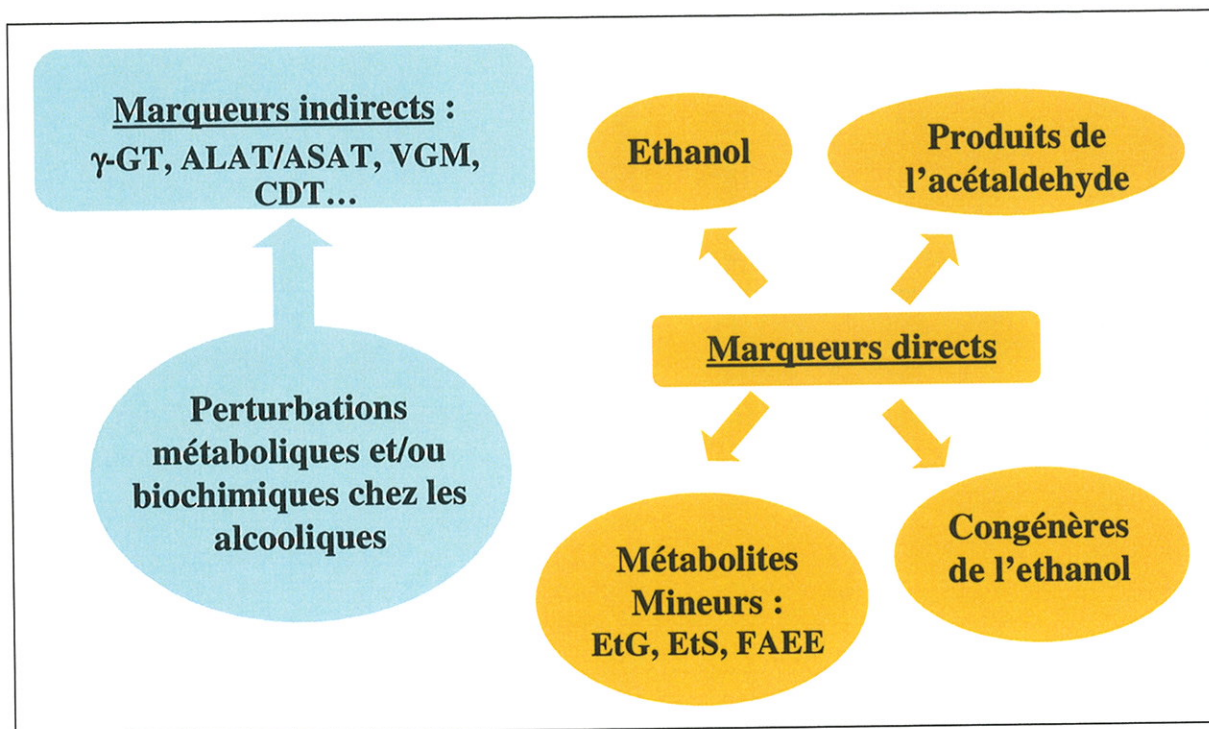 Marqueurs indirects :
γ-GT, ALAT/ASAT, VGM,
CDT...
Perturbations
métaboliques et/ou
biochimiques chez les
alcooliques
Ethanol
Produits de
l'acétaldehyde
Marqueurs directs
Métabolites
Mineurs :
EtG, EtS, FAEE
Congénères
de l'ethanol